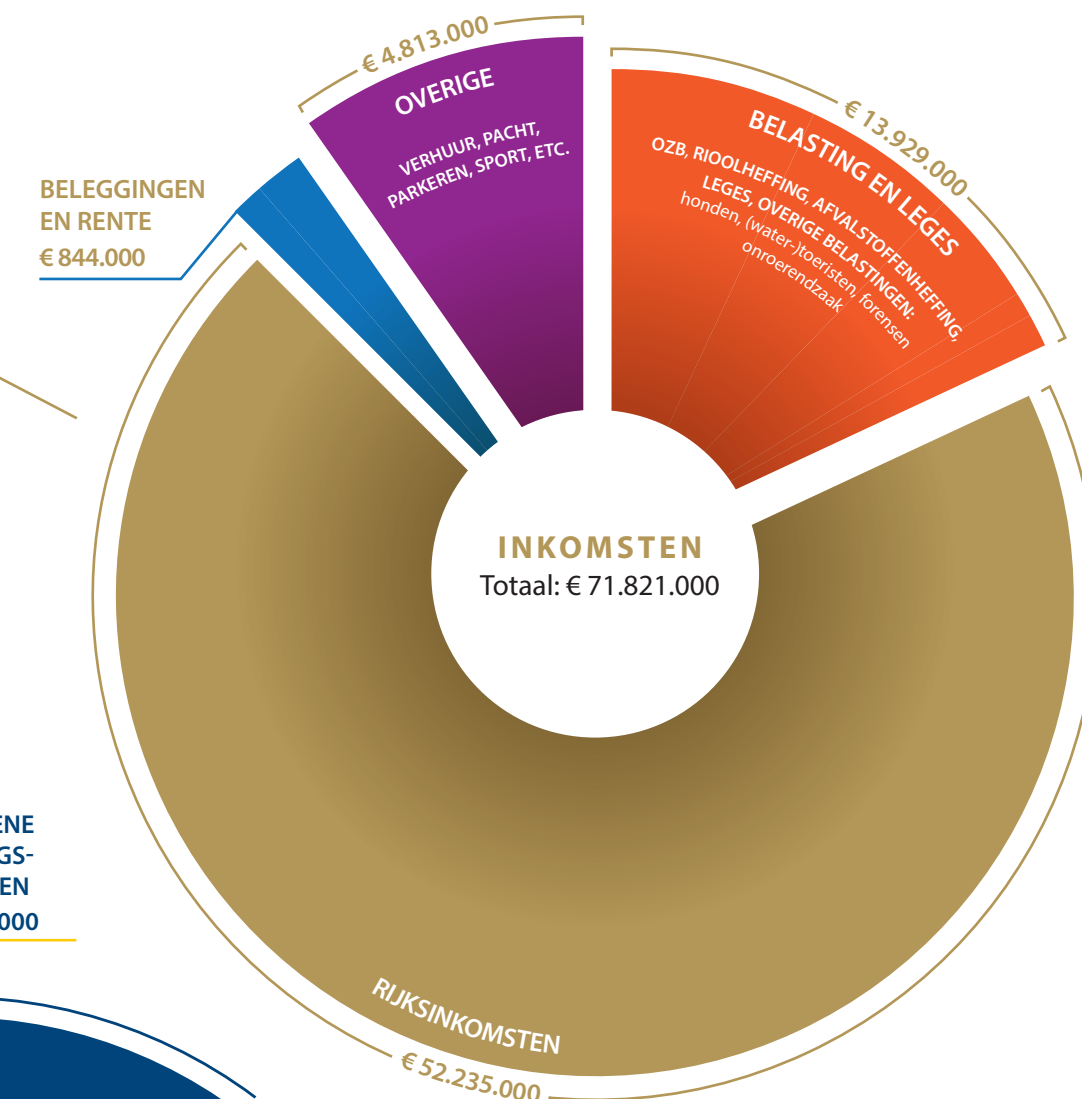 € 4.813.000
OVERIGE
VERHUUR, PACHT,
PARKEREN, SPORT, ETC.
€ 13.929.000
BELASTING EN LEGES
OZB, RIOOLHEFFING, AFVALSTOFFENHEFFING,
LEGES, OVERIGE BELASTINGEN:
honden, (water-)toeristen, forensen
onroerendzaak
BELEGGINGEN
EN RENTE
€ 844.000
INKOMSTEN
Totaal: € 71.821.000
ENE
GS-
EN
000
RIJKSINKOMSTEN
€ 52.235.000